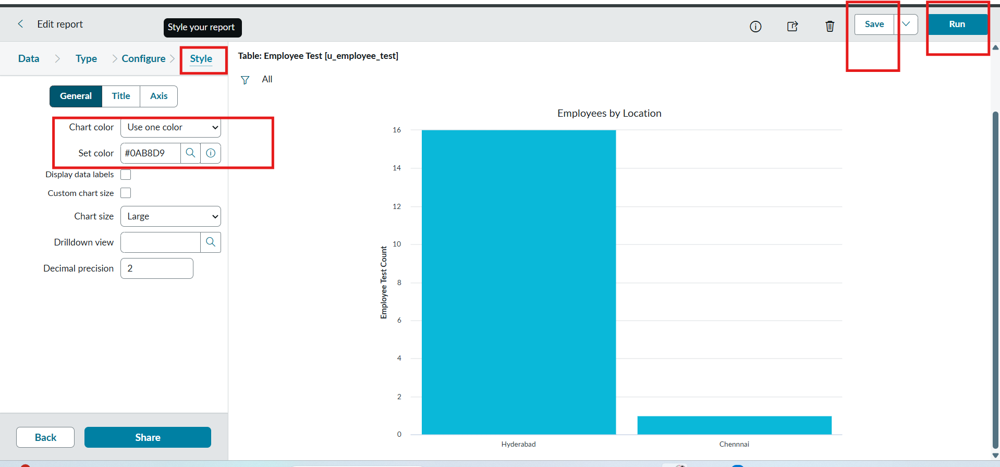 Edit report
Style your report
Save
Run
Data
Type
Configure
Style
Table: Employee Test [u_employee_test]
All
General
Title
Axis
Chart color
Use one color
Set color
#0AB8D9
Display data labels
Custom chart size
Chart size
Large
Drilldown view
Decimal precision
2
Back
Share
Employees by Location
Employee Test Count
16
14
12
10
8
6
4
2
0
Hyderabad
Chennnai